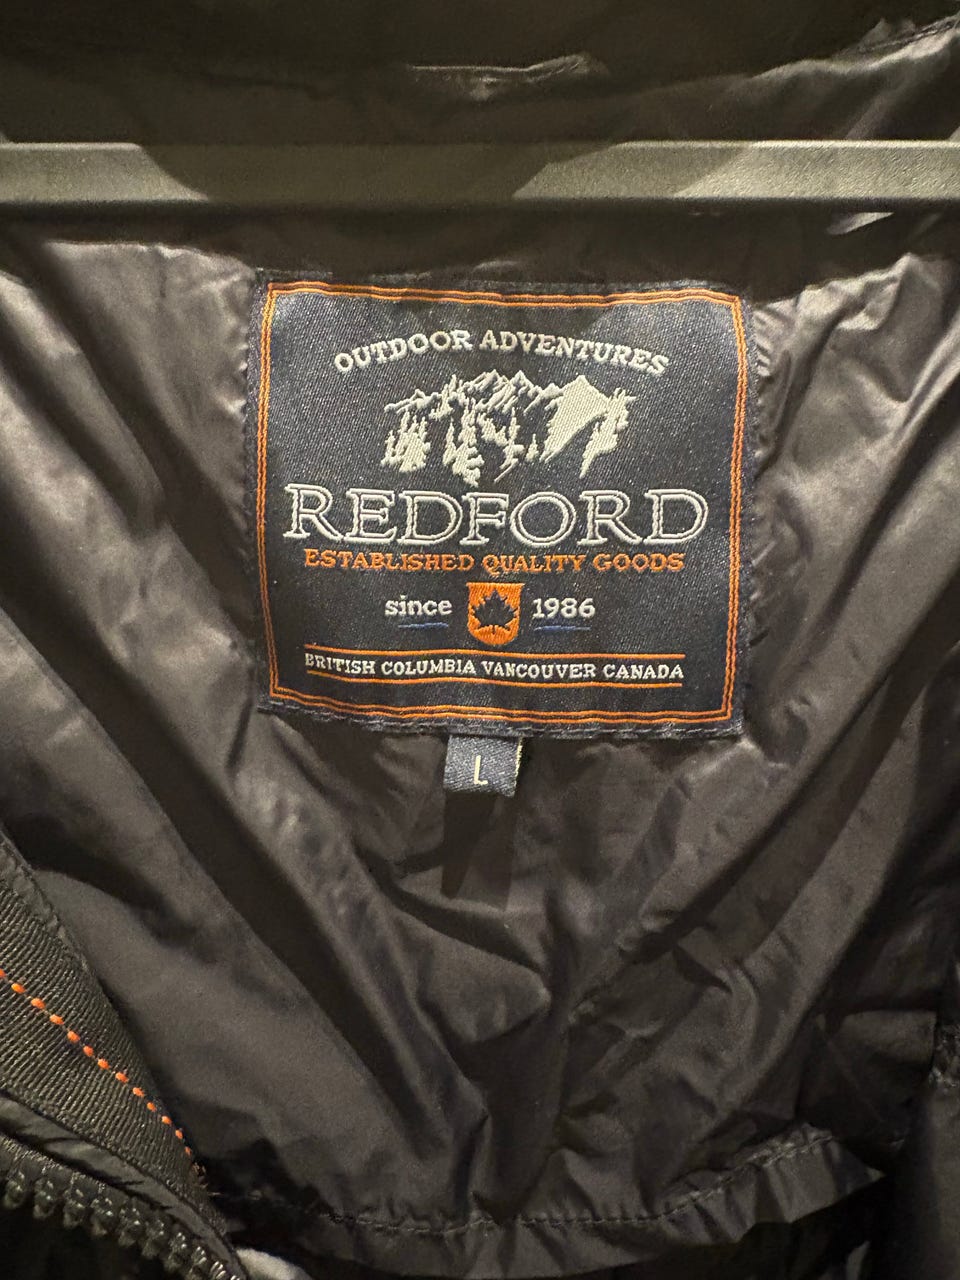 OUTDOOR ADVENTURES
REDFORD
ESTABLISHED QUALITY GOODS
since 1986
BRITISH COLUMBIA VANCOUVER CANADA
L